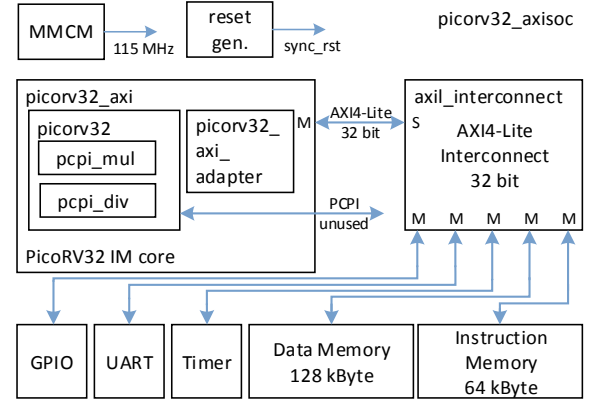 MMCM
115 MHz
reset
gen.
sync_rst
picorv32_axisoc
picorv32_axi
picorv32
pcpi_mul
pcpi_div
picorv32_
axi_
adapter
M
AXI4-Lite
32 bit
PCPI
unused
PicoRV32 IM core
axil_interconnect
S
AXI4-Lite
Interconnect
32 bit
M M M M M
GPIO
UART
Timer
Data Memory
128 kByte
Instruction
Memory
64 kByte